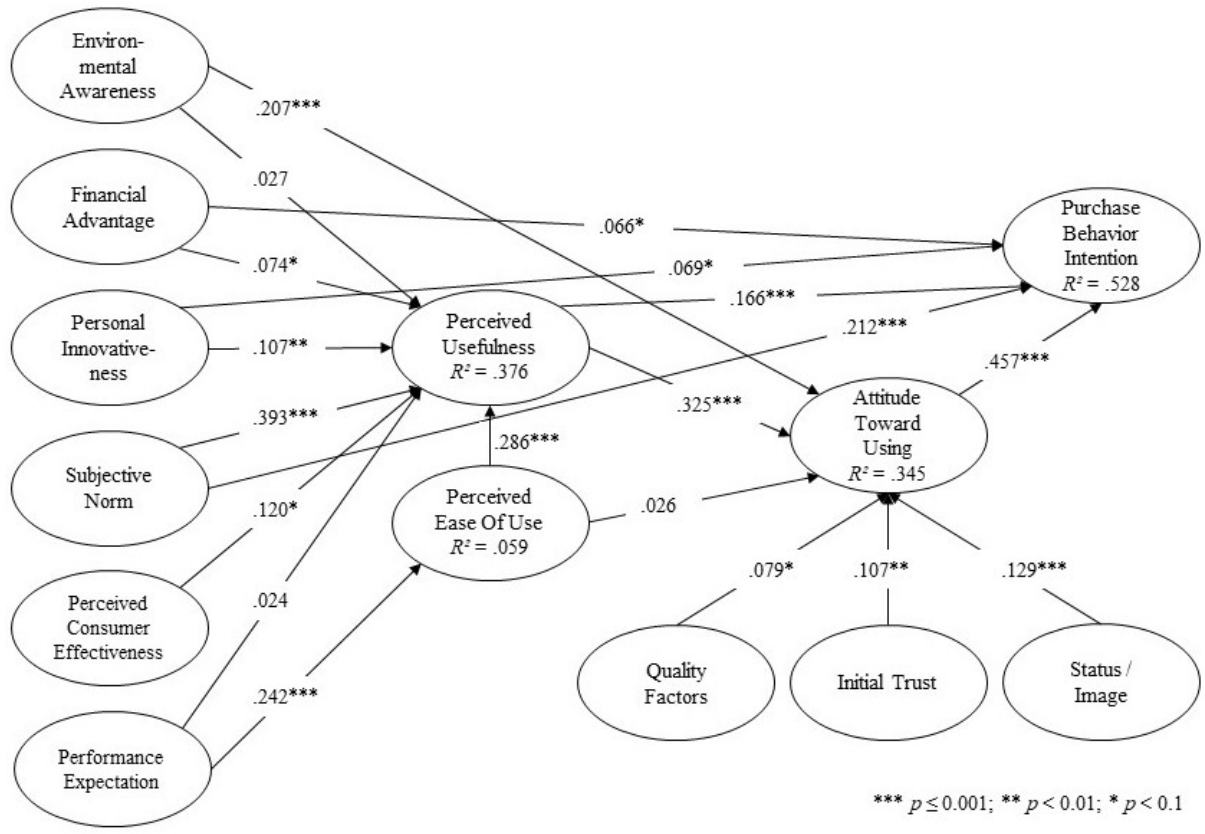 Environ-
mental
Awareness
.207***
.027
Financial
Advantage
.066*
.074*
Purchase
Behavior
Intention
R² = .528
.069*
Personal
Innovative-
ness
.107**
Perceived
Usefulness
R² = .376
.166***
.212***
.457***
.393***
.325***
Attitude
Toward
Using
R² = .345
Subjective
Norm
.286***
.120*
Perceived
Ease Of Use
R² = .059
.026
.079*
.107**
.129***
Perceived
Consumer
Effectiveness
.024
.242***
Quality
Factors
Initial Trust
Status /
Image
Performance
Expectation
*** p ≤ 0.001; ** p < 0.01; * p < 0.1